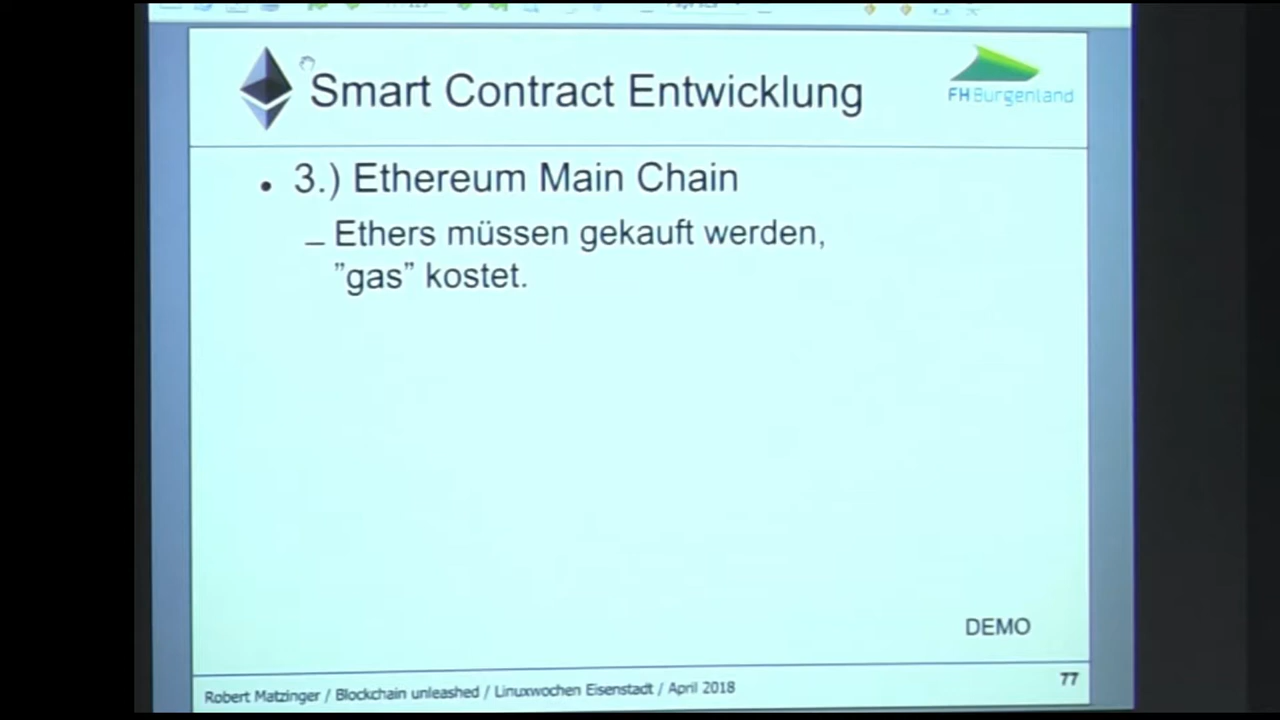 Smart Contract Entwicklung
FH Burgenland
• 3.) Ethereum Main Chain
– Ethers müssen gekauft werden,
”gas” kostet.
DEMO
Robert Matzinger / Blockchain unleashed / Linuxwochen Eisenstadt / April 2018
77